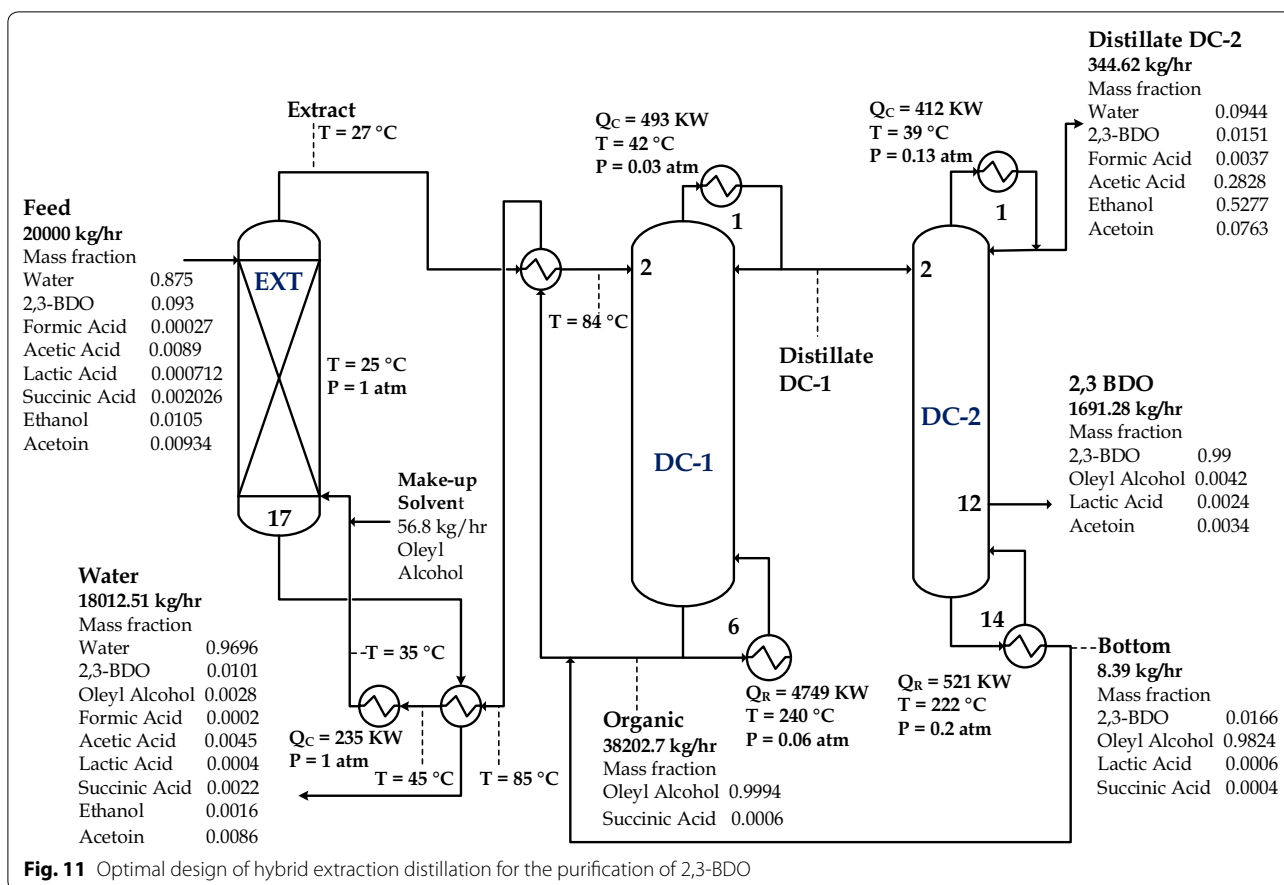 Extract
T = 27 °C
Feed
20000 kg/hr
Mass fraction
Water 0.875
2,3-BDO 0.093
Formic Acid 0.00027
Acetic Acid 0.0089
Lactic Acid 0.000712
Succinic Acid 0.002026
Ethanol 0.0105
Acetoin 0.00934
EXT
T = 25 °C
P = 1 atm
17
Make-up
Solvent
56.8 kg/hr
Oleyl
Alcohol
Water
18012.51 kg/hr
Mass fraction
Water 0.9696
2,3-BDO 0.0101
Oleyl Alcohol 0.0028
Formic Acid 0.0002
Acetic Acid 0.0045
Lactic Acid 0.0004
Succinic Acid 0.0022
Ethanol 0.0016
Acetoin 0.0086
T = 35 °C
QC = 235 KW
P = 1 atm
T = 45 °C
T = 85 °C
T = 84 °C
QC = 493 KW
T = 42 °C
P = 0.03 atm
1
2
DC-1
6
QR = 4749 KW
T = 240 °C
P = 0.06 atm
Organic
38202.7 kg/hr
Mass fraction
Oleyl Alcohol 0.9994
Succinic Acid 0.0006
Distillate
DC-1
QC = 412 KW
T = 39 °C
P = 0.13 atm
1
2
DC-2
12
14
QR = 521 KW
T = 222 °C
P = 0.2 atm
Distillate DC-2
344.62 kg/hr
Mass fraction
Water 0.0944
2,3-BDO 0.0151
Formic Acid 0.0037
Acetic Acid 0.2828
Ethanol 0.5277
Acetoin 0.0763
2,3 BDO
1691.28 kg/hr
Mass fraction
2,3-BDO 0.99
Oleyl Alcohol 0.0042
Lactic Acid 0.0024
Acetoin 0.0034
Bottom
8.39 kg/hr
Mass fraction
2,3-BDO 0.0166
Oleyl Alcohol 0.9824
Lactic Acid 0.0006
Succinic Acid 0.0004
Fig. 11 Optimal design of hybrid extraction distillation for the purification of 2,3-BDO